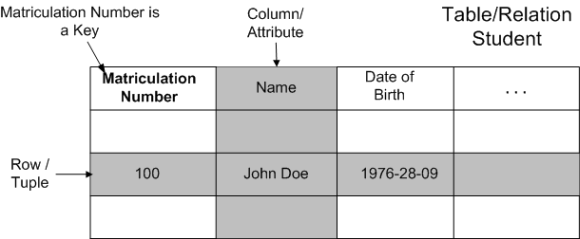 Matriculation Number is
a Key
Column/
Attribute
Table/Relation
Student
Matriculation
Number
Name
Date of
Birth
...
Row /
Tuple
100
John Doe
1976-28-09